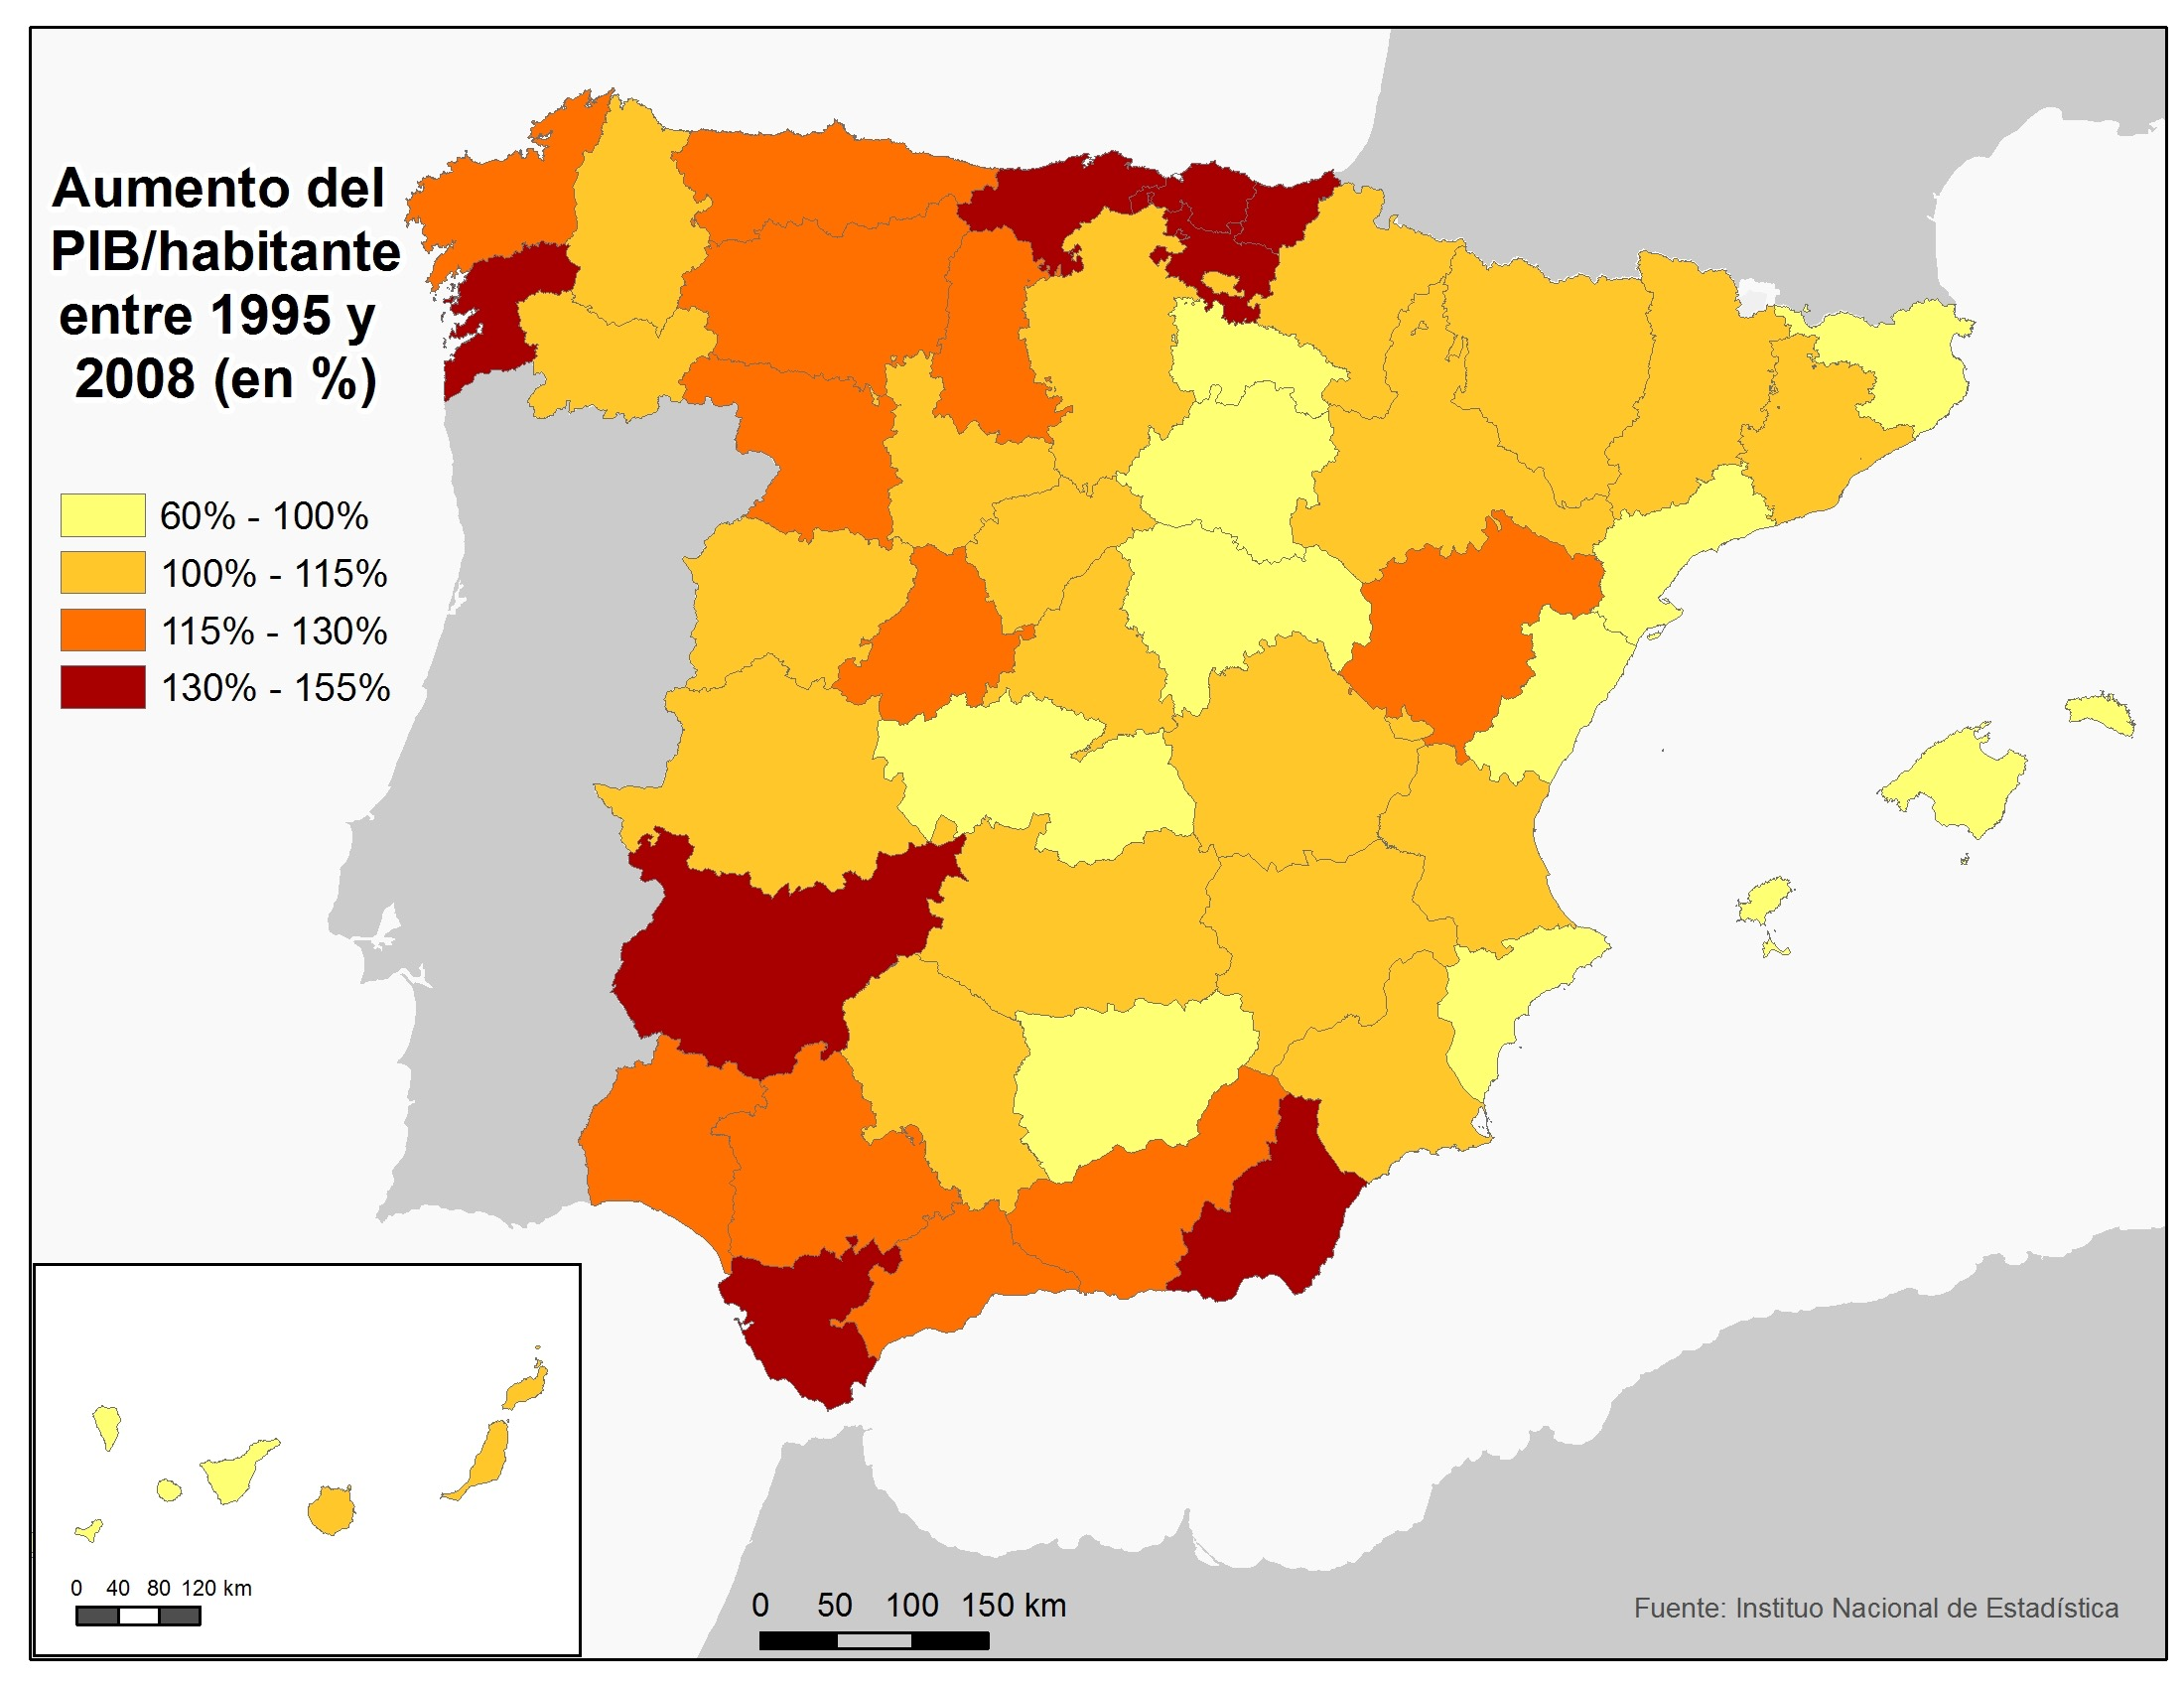 Aumento del
PIB/habitante
entre 1995 y
2008 (en %)
60% - 100%
100% - 115%
115% - 130%
130% - 155%
0 40 80 120 km
0 50 100 150 km
Fuente: Instituo Nacional de Estadística